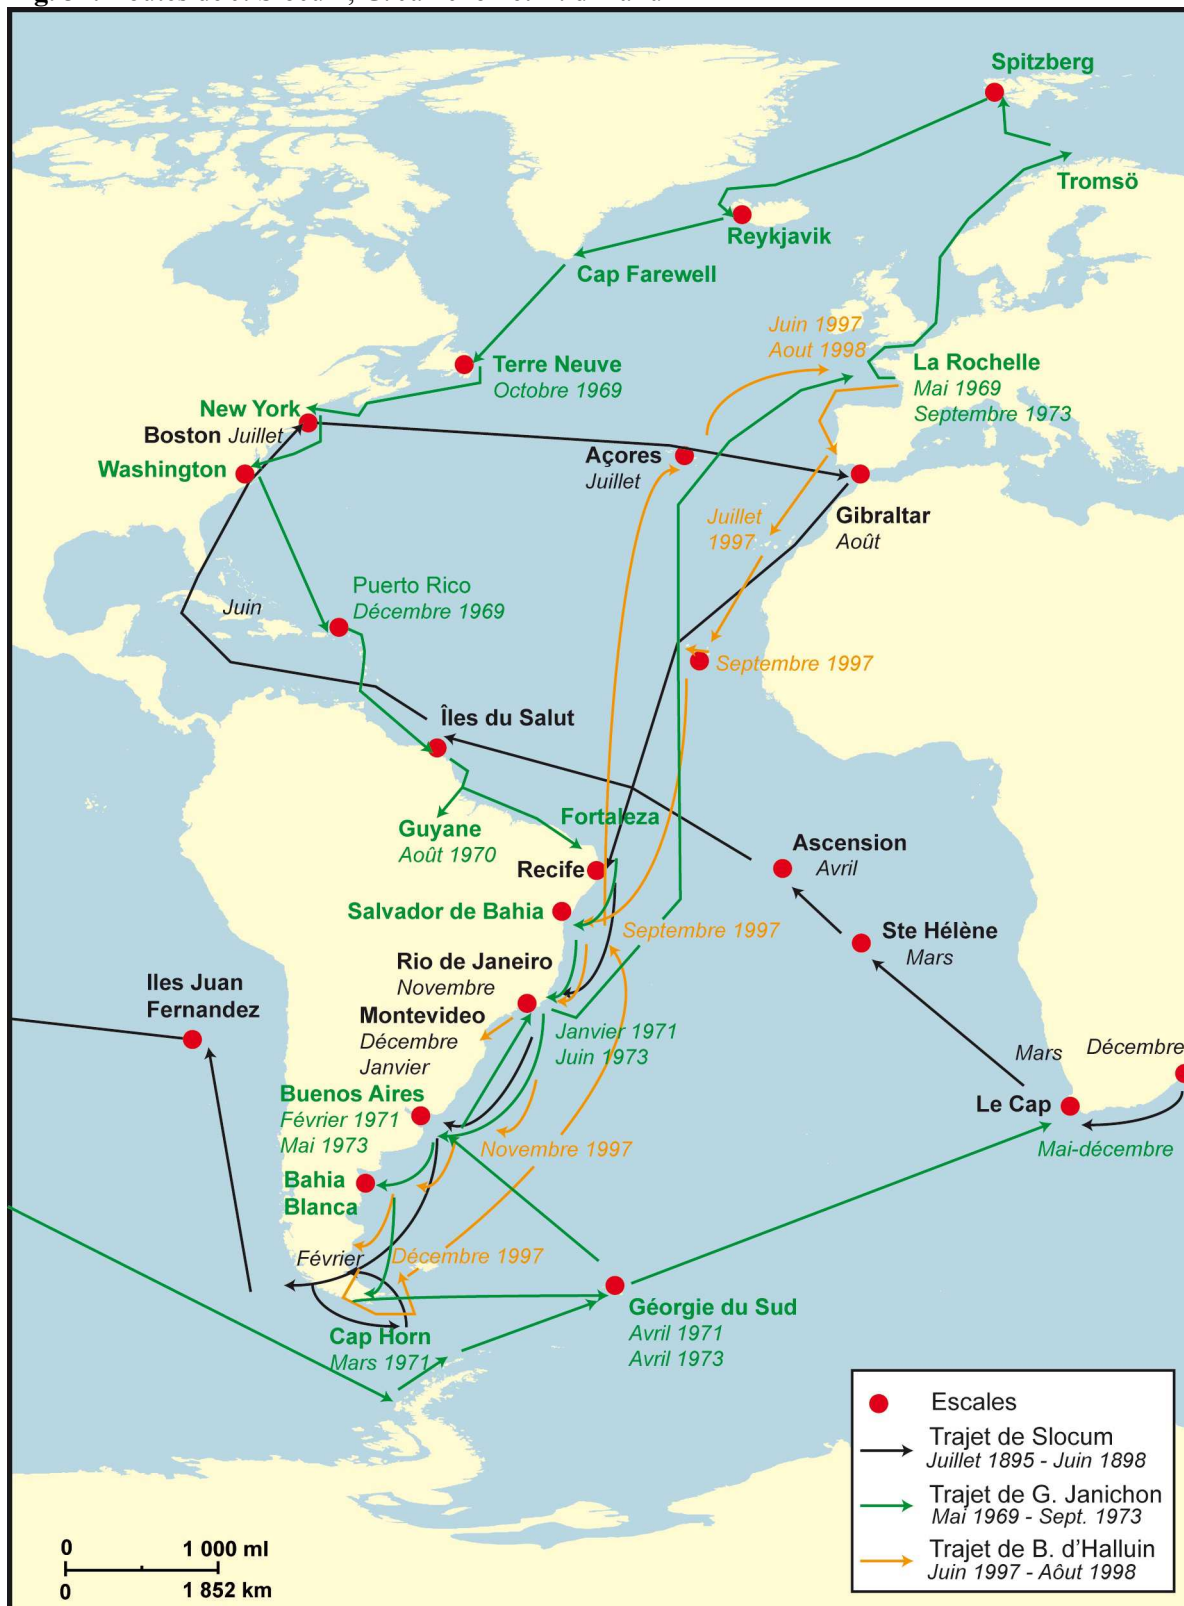 Spitzberg
Tromsö
Reykjavik
Cap Farewell
Juin 1997
Aout 1998
Terre Neuve
Octobre 1969
La Rochelle
Mai 1969
Septembre 1973
New York
Boston Juillet
Washington
Açores
Juillet
Gibraltar
Août
Juillet
1997
Puerto Rico
Décembre 1969
Juin
Septembre 1997
Îles du Salut
Fortaleza
Guyane
Août 1970
Recife
Ascension
Avril
Salvador de Bahia
Septembre 1997
Ste Hélène
Mars
Rio de Janeiro
Novembre
Iles Juan
Fernandez
Montevideo
Décembre
Janvier
Janvier 1971
Juin 1973
Mars
Décembre
Buenos Aires
Février 1971
Mai 1973
Le Cap
Mai-décembre
Novembre 1997
Bahia
Blanca
Février
Décembre 1997
Géorgie du Sud
Avril 1971
Avril 1973
Cap Horn
Mars 1971
Escales
Trajet de Slocum
Juillet 1895 - Juin 1898
Trajet de G. Janichon
Mai 1969 - Sept. 1973
Trajet de B. d'Halluin
Juin 1997 - Aôut 1998
0 1 000 ml
0 1 852 km